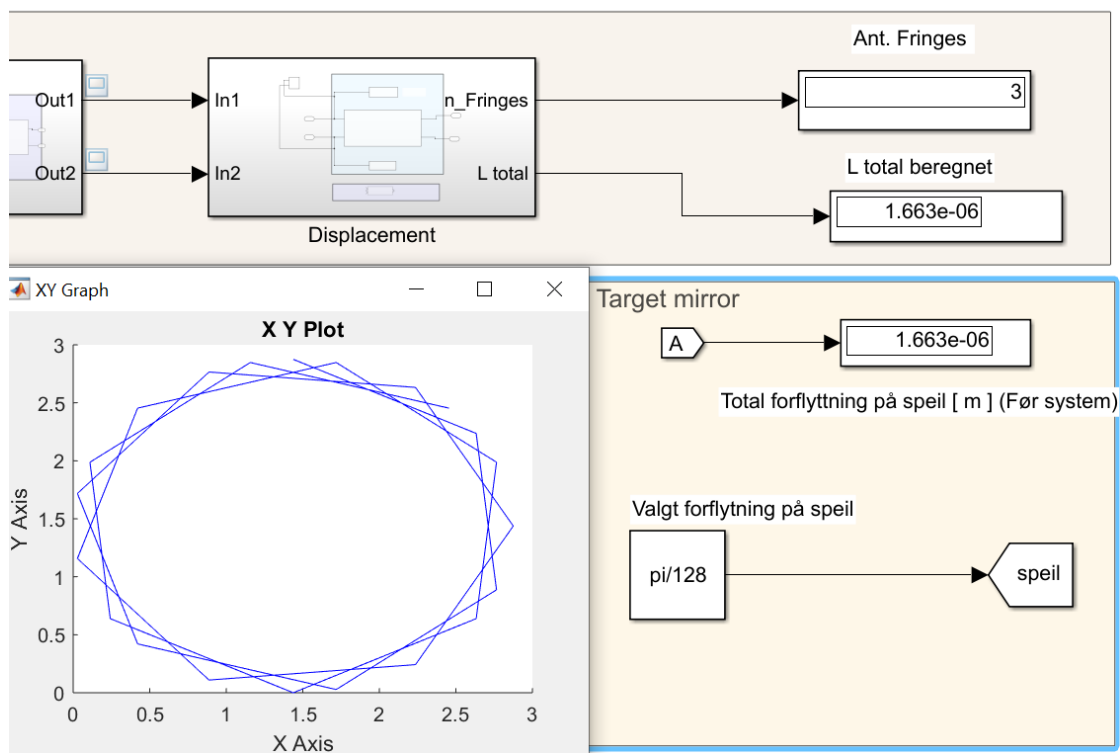 Ant. Fringes
Out1
In1
n_Fringes
3
Out2
In2
L total
L total beregnet
1.663e-06
Displacement
XY Graph
X Y Plot
3
2.5
2
1.5
1
0.5
0
Y Axis
0 0.5 1 1.5 2 2.5 3
X Axis
Target mirror
A
1.663e-06
Total forflyttning på speil [ m ] (Før system)
Valgt forflytning på speil
pi/128
speil